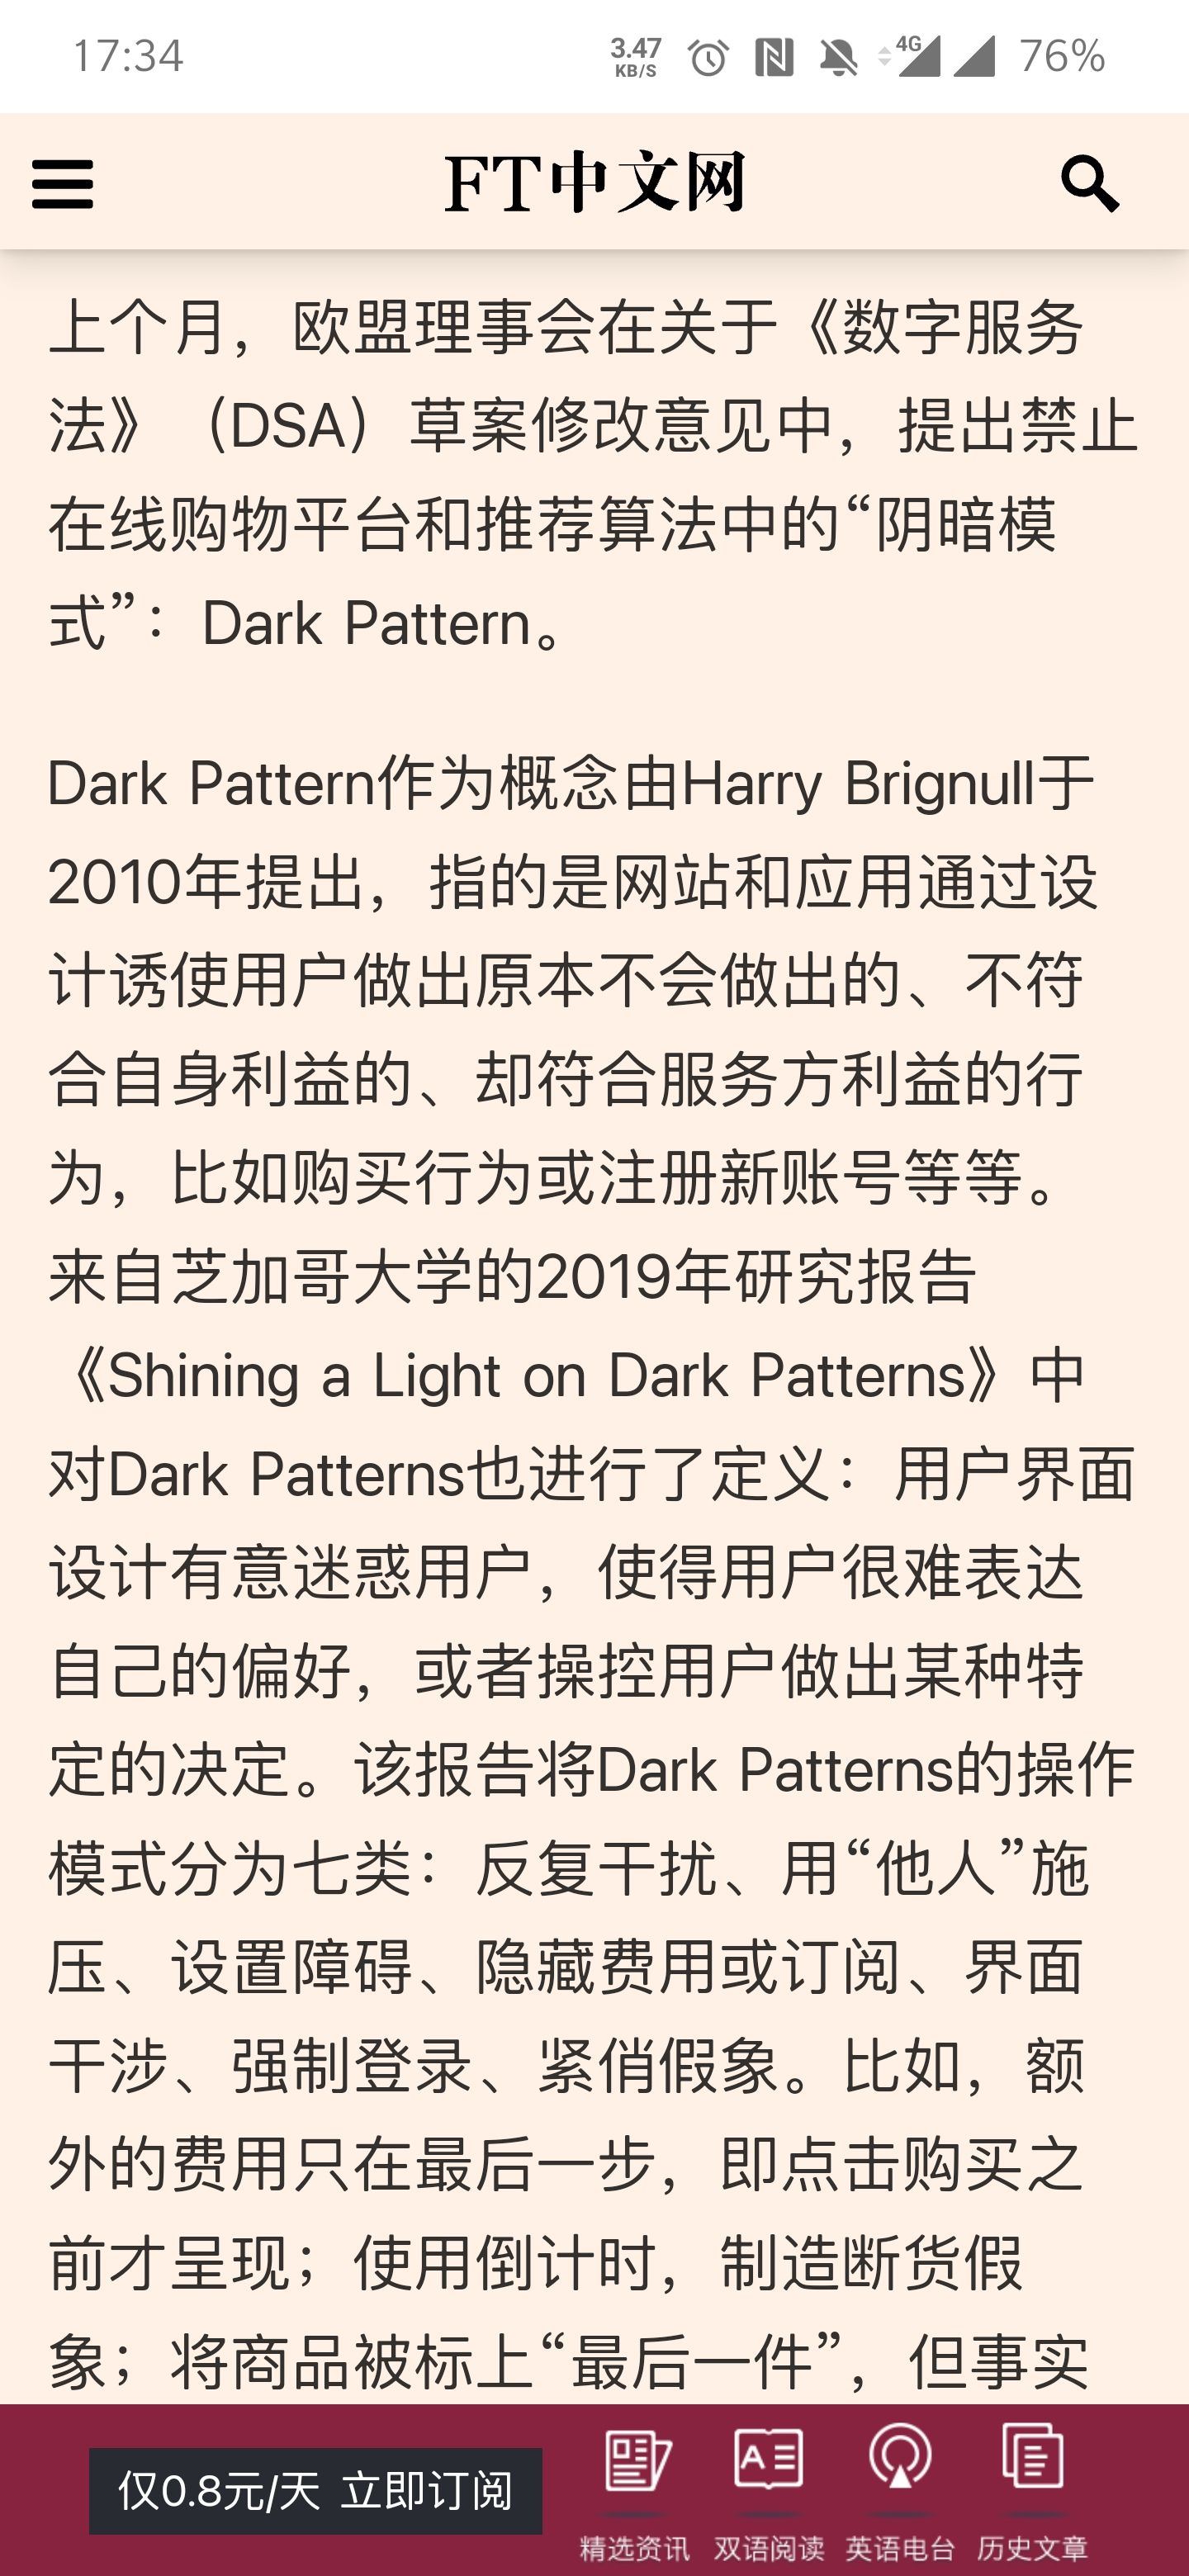 17:34
3.47
KB/S
4G
76%
FT中文网
上个月，欧盟理事会在关于《数字服务
法》（DSA）草案修改意见中，提出禁止
在线购物平台和推荐算法中的“阴暗模
式”：Dark Pattern。
Dark Pattern作为概念由Harry Brignull于
2010年提出，指的是网站和应用通过设
计诱使用户做出原本不会做出的、不符
合自身利益的、却符合服务方利益的行
为，比如购买行为或注册新账号等等。
来自芝加哥大学的2019年研究报告
《Shining a Light on Dark Patterns》中
对Dark Patterns也进行了定义：用户界面
设计有意迷惑用户，使得用户很难表达
自己的偏好，或者操控用户做出某种特
定的决定。该报告将Dark Patterns的操作
模式分为七类：反复干扰、用“他人”施
压、设置障碍、隐藏费用或订阅、界面
干涉、强制登录、紧俏假象。比如，额
外的费用只在最后一步，即点击购买之
前才呈现；使用倒计时，制造断货假
象；将商品被标上“最后一件”，但事实
仅0.8元/天 立即订阅
精选资讯 双语阅读 英语电台 历史文章